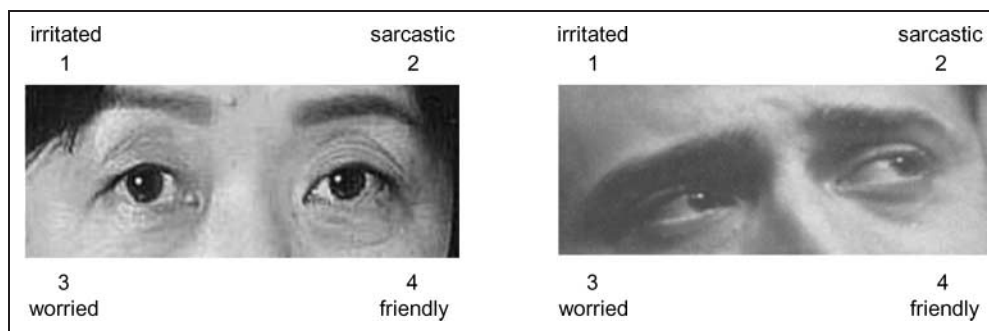 irritated sarcastic irritated sarcastic
1 2 1 2
3 4 3 4
worried friendly worried friendly